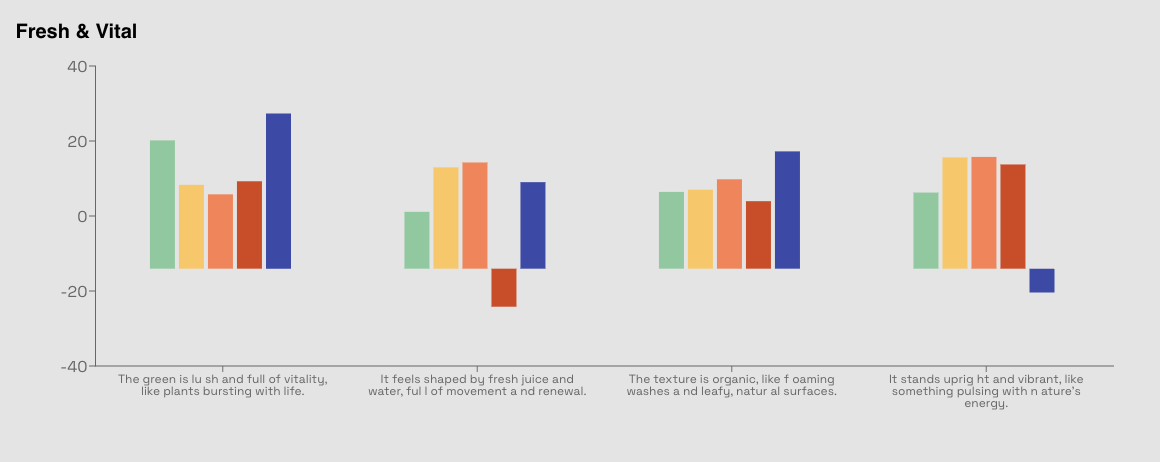 Fresh & Vital
40
20
0
-20
-40
The green is lu sh and full of vitality,
like plants bursting with life.
It feels shaped by fresh juice and
water, ful l of movement a nd renewal.
The texture is organic, like f oaming
washes a nd leafy, natur al surfaces.
It stands uprig ht and vibrant, like
something pulsing with n ature's
energy.